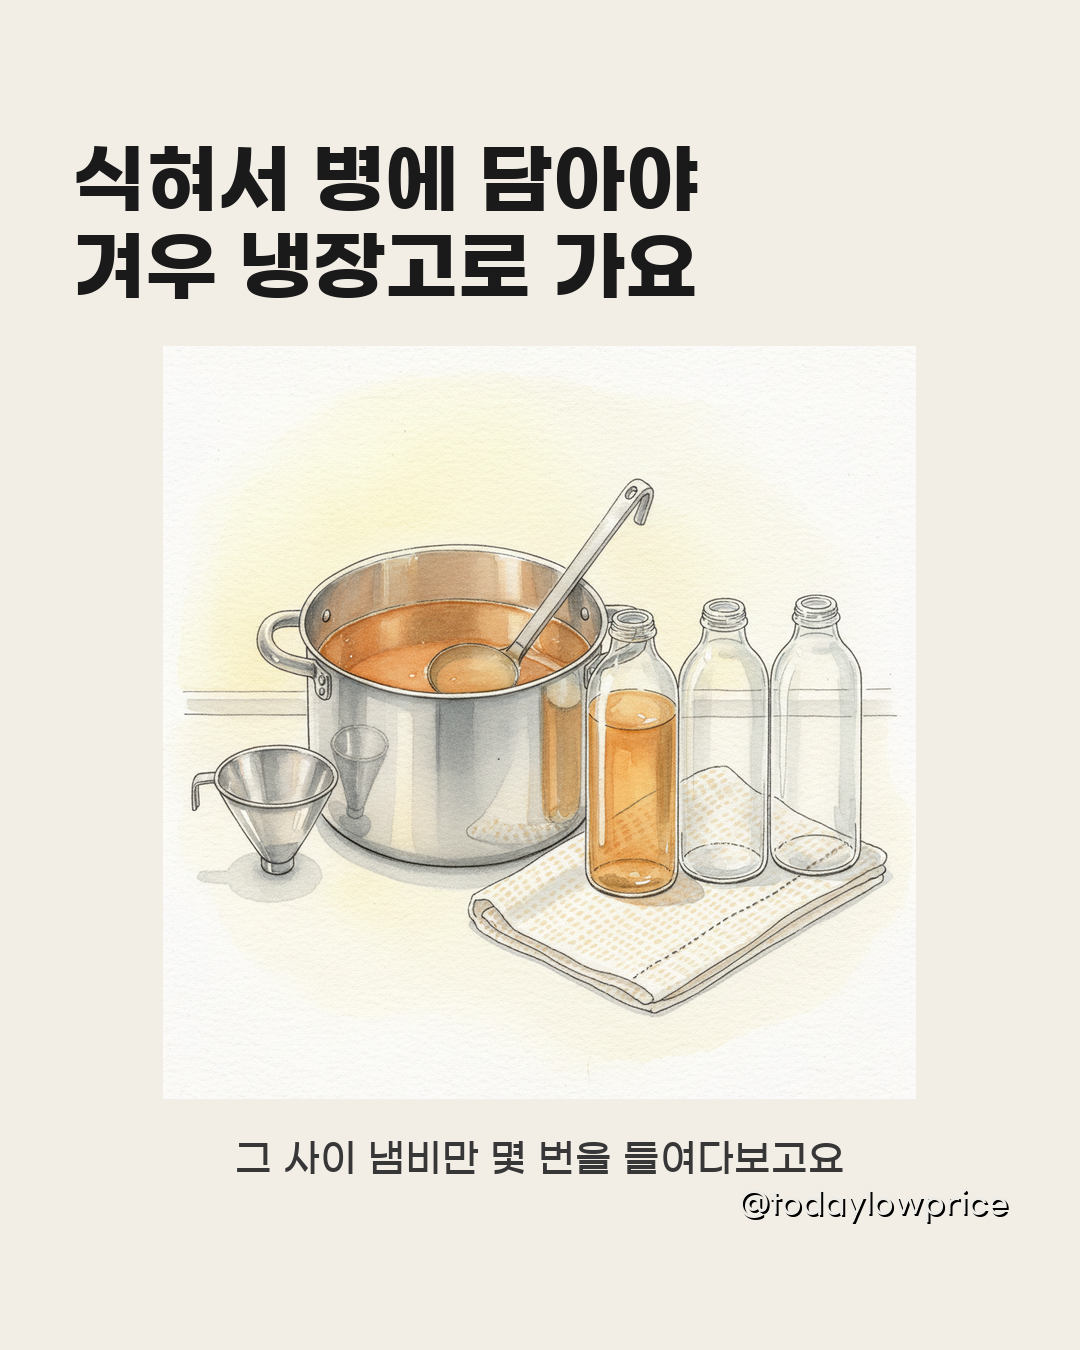 식혀서 병에 담아야
겨우 냉장고로 가요
그 사이 냄비만 몇 번을 들여다보고요
@todaylowprice